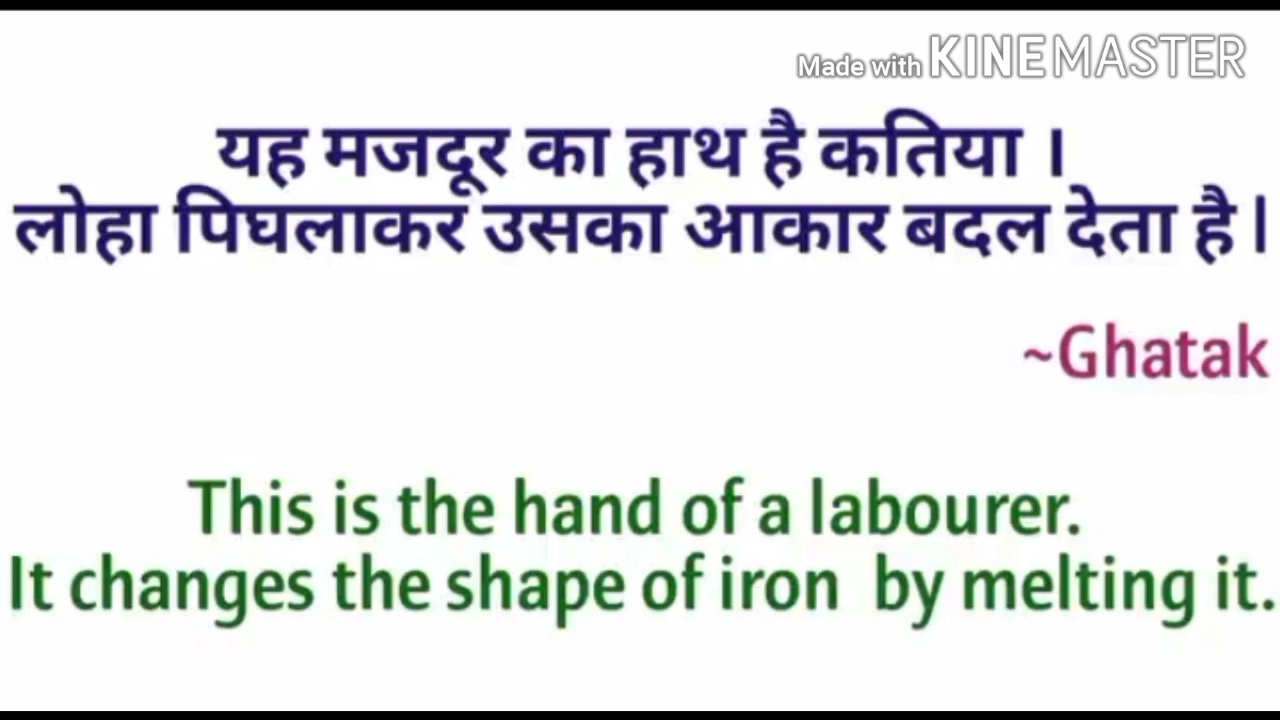 Made with KINEMASTER
यह मजदूर का हाथ है कतिया ।
लोहा पिघलाकर उसका आकार बदल देता है |
~Ghatak
This is the hand of a labourer.
It changes the shape of iron by melting it.